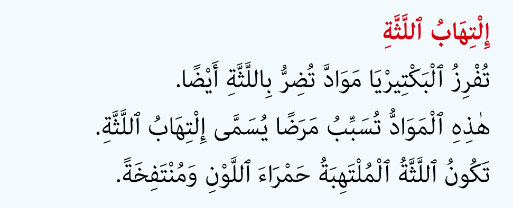 إِلْتِهَابُ ٱللَّثَّةِ
تُفْرِزُ ٱلْبَكْتِيرْيَا مَوَادَّ تُضِرُّ بِاللَّثَّةِ أَيْضًا.
هٰذِهِ ٱلْمَوَادُّ تُسَبِّبُ مَرَضًا يُسَمَّى إِلْتِهَابُ ٱللَّثَّةِ.
تَكُونُ ٱللَّثَّةُ ٱلْمُلْتَهِبَةُ حَمْرَاءَ ٱللَّوْنِ وَمُنْتَفِخَةً.